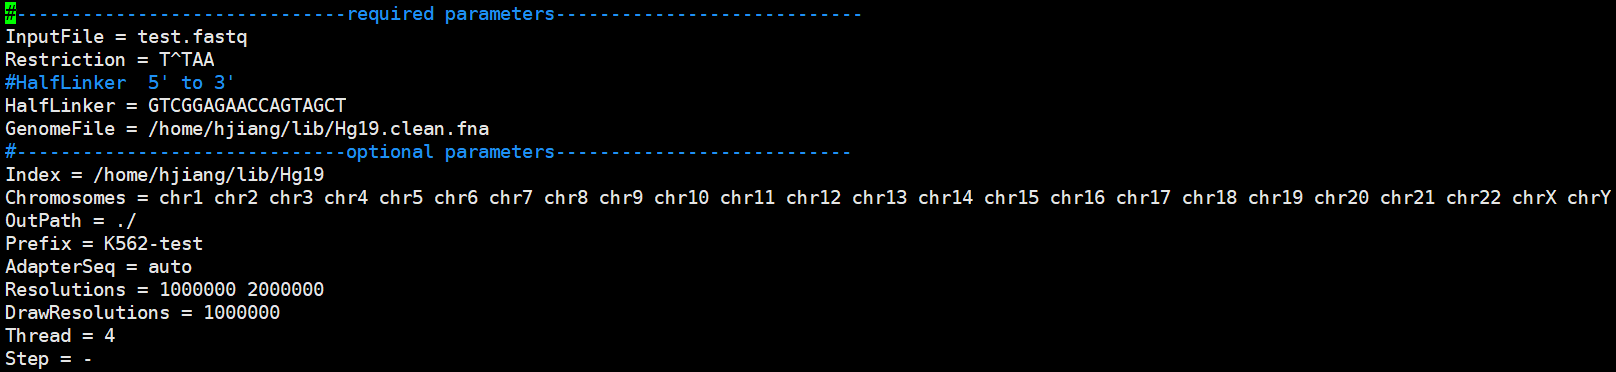 #------------------------------required parameters----------------------------
InputFile = test.fastq
Restriction = T^TAA
#HalfLinker  5' to 3'
HalfLinker = GTCGGAGAACCAGTAGCT
GenomeFile = /home/hjiang/lib/Hg19.clean.fna
#------------------------------optional parameters---------------------------
Index = /home/hjiang/lib/Hg19
Chromosomes = chr1 chr2 chr3 chr4 chr5 chr6 chr7 chr8 chr9 chr10 chr11 chr12 chr13 chr14 chr15 chr16 chr17 chr18 chr19 chr20 chr21 chr22 chrX chrY
OutPath = ./
Prefix = K562-test
AdapterSeq = auto
Resolutions = 1000000 2000000
DrawResolutions = 1000000
Thread = 4
Step = -